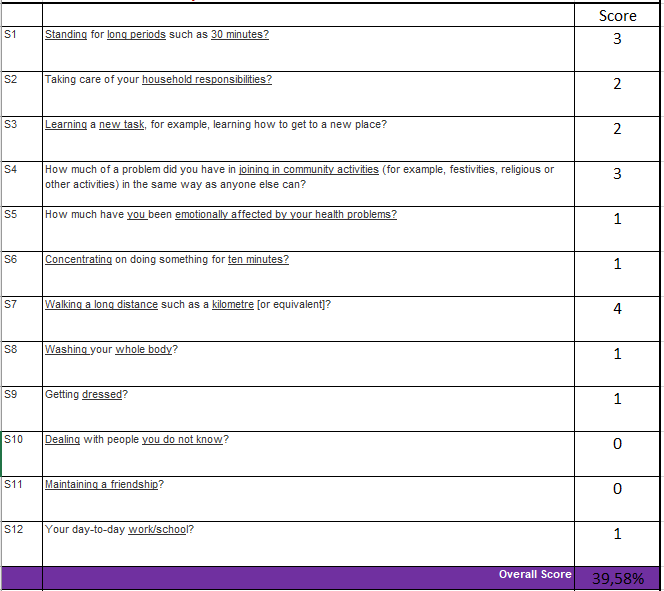 Score
S1 Standing for long periods such as 30 minutes? 3
S2 Taking care of your household responsibilities? 2
S3 Learning a new task, for example, learning how to get to a new place? 2
S4 How much of a problem did you have in joining in community activities (for example, festivities, religious or 3
other activities) in the same way as anyone else can?
S5 How much have you been emotionally affected by your health problems? 1
S6 Concentrating on doing something for ten minutes? 1
S7 Walking a long distance such as a kilometre [or equivalent]? 4
S8 Washing your whole body? 1
S9 Getting dressed? 1
S10 Dealing with people you do not know? 0
S11 Maintaining a friendship? 0
S12 Your day-to-day work/school? 1
Overall Score 39,58%